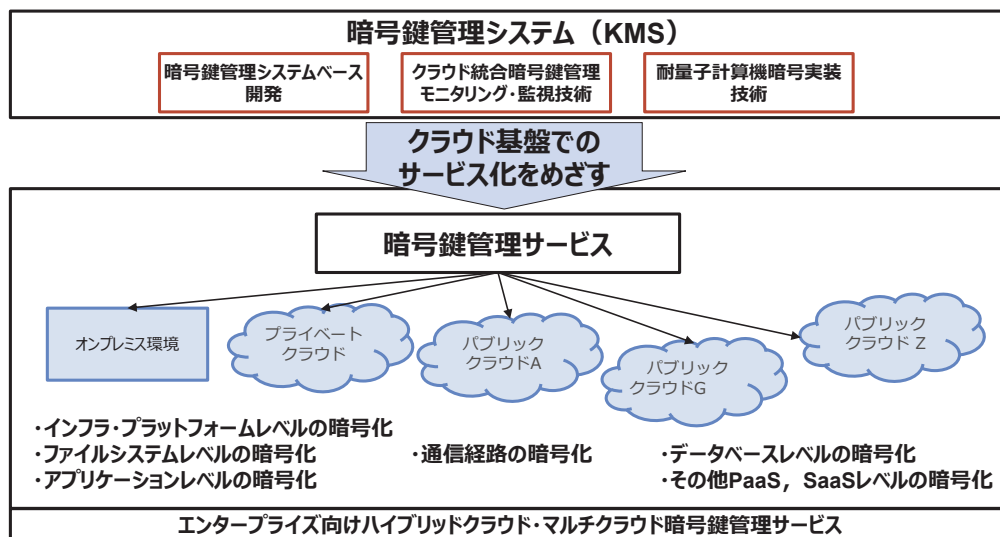 暗号鍵管理システム（KMS）
暗号鍵管理システムベース
開発
クラウド統合暗号鍵管理
モニタリング・監視技術
耐量子計算機暗号実装
技術
クラウド基盤での
サービス化をめざす
暗号鍵管理サービス
オンプレミス環境
プライベート
クラウド
パブリック
クラウドA
パブリック
クラウドG
パブリック
クラウド Z
・インフラ・プラットフォームレベルの暗号化
・ファイルシステムレベルの暗号化
・アプリケーションレベルの暗号化
・通信経路の暗号化
・データベースレベルの暗号化
・その他PaaS，SaaSレベルの暗号化
エンタープライズ向けハイブリッドクラウド・マルチクラウド暗号鍵管理サービス